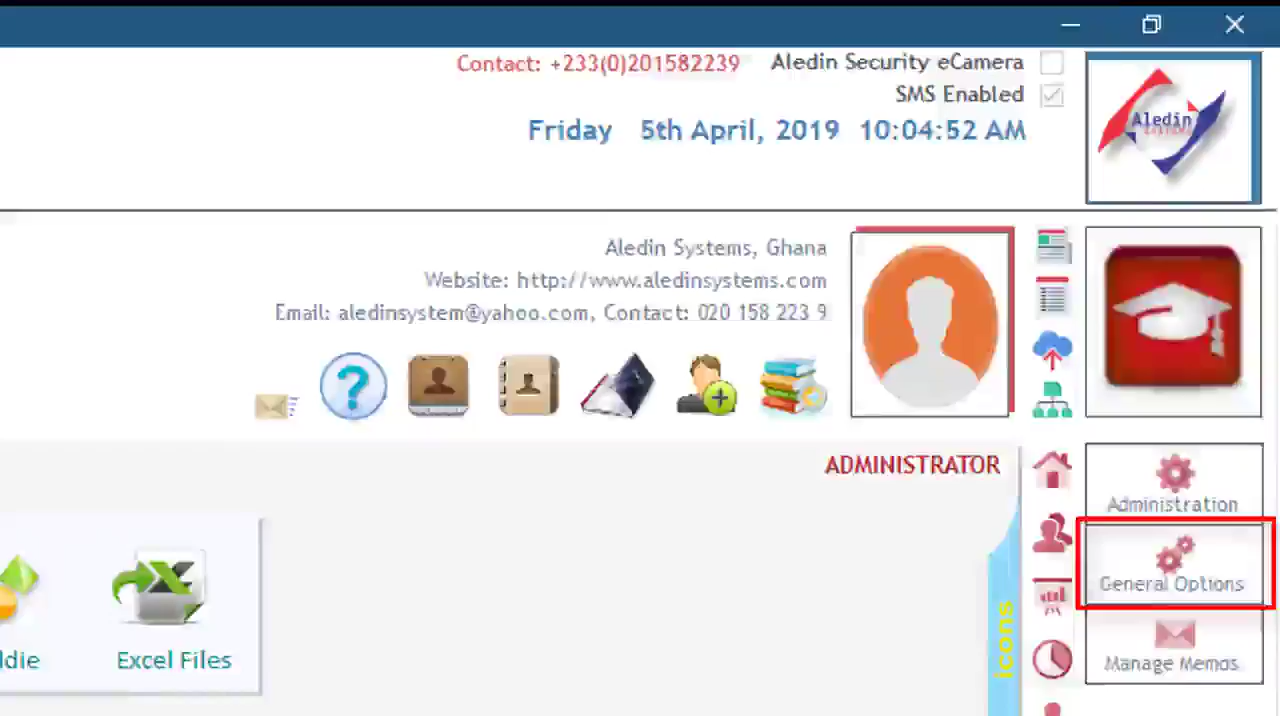 Contact: +233(0)201582239 Aledin Security eCamera
SMS Enabled
Friday 5th April, 2019 10:04:52 AM
Aledin
SYSTEMS
Aledin Systems, Ghana
Website: http://www.aledinsystems.com
Email: aledinsystem@yahoo.com, Contact: 020 158 223 9
ADMINISTRATOR
Administration
General Options
Manage Memos
icons
ddie
Excel Files